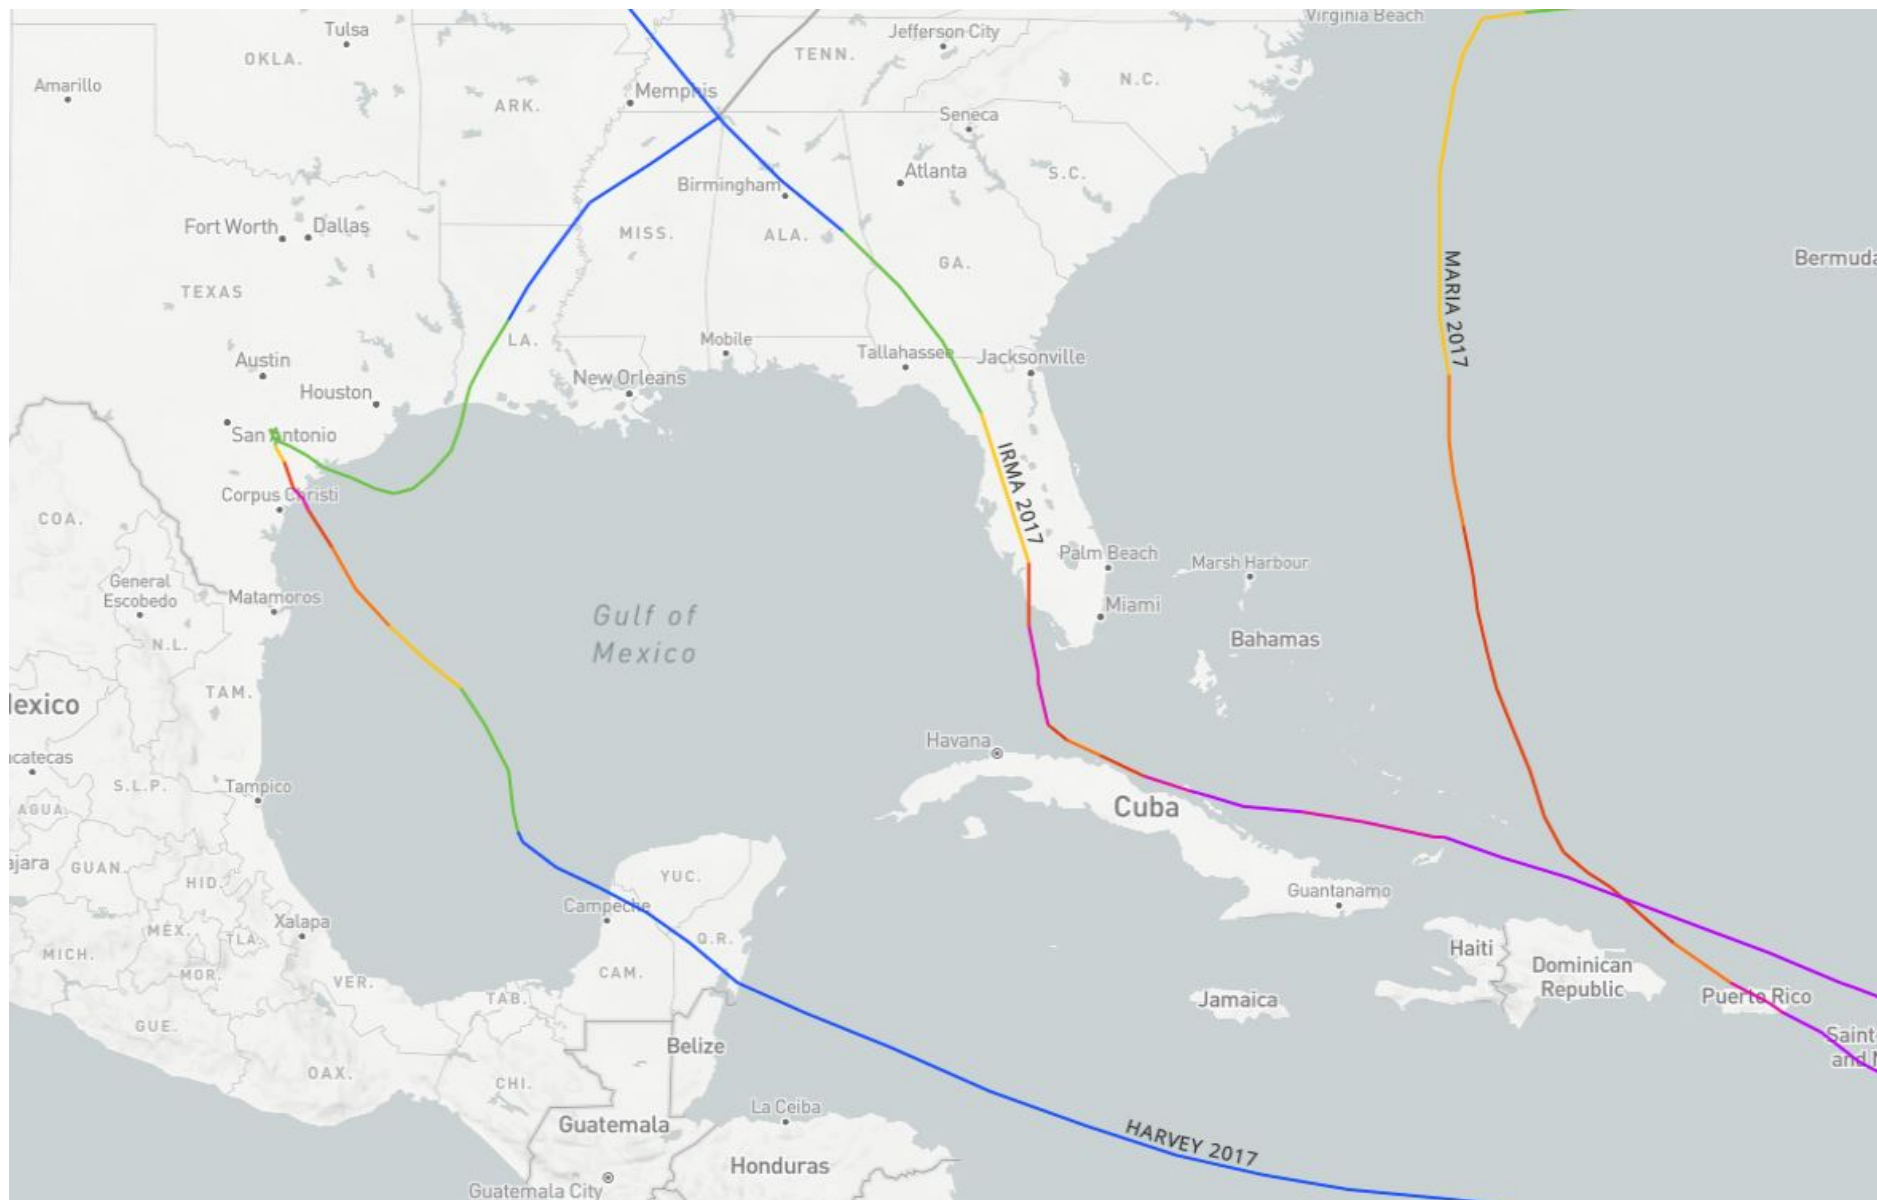 Virginia Beach
Tulsa
Jefferson City
OKLA.
TENN.
N.C.
Amarillo
Memphis
ARK.
Seneca
Atlanta
S.C.
Birmingham
Fort Worth
Dallas
MISS.
ALA.
GA.
Bermuda
TEXAS
MARIA 2017
LA.
Mobile
Tallahassee
Jacksonville
Austin
New Orleans
Houston
San Antonio
IRMA 2017
Corpus Christi
COA.
Palm Beach
Marsh Harbour
General
Escobedo
Matamoros
Miami
Gulf of
Mexico
Bahamas
N.L.
TAM.
lexico
Havana
catecas
S.L.P.
Tampico
AGUA.
Cuba
ajara
GUAN.
HID.
YUC.
Guantanamo
Campeche
Xalapa
MÉX.
TLA.
Q.R.
Haiti
MICH.
MOR.
CAM.
Dominican
Republic
VER.
TAB.
Jamaica
Puerto Rico
GUE.
Saint
and
Belize
OAX.
CHI.
La Ceiba
Guatemala
HARVEY 2017
Honduras
Guatemala City